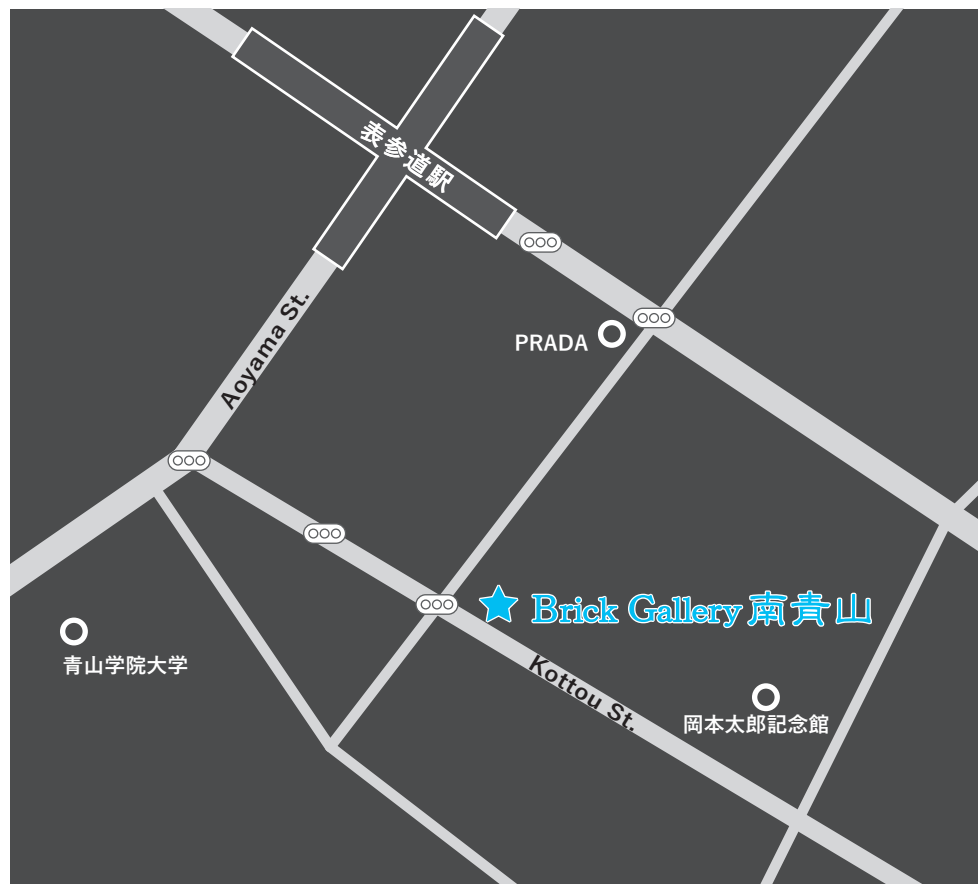 表参道駅
Aoyama St.
PRADA
Brick Gallery 南青山
青山学院大学
Kottou St.
岡本太郎記念館